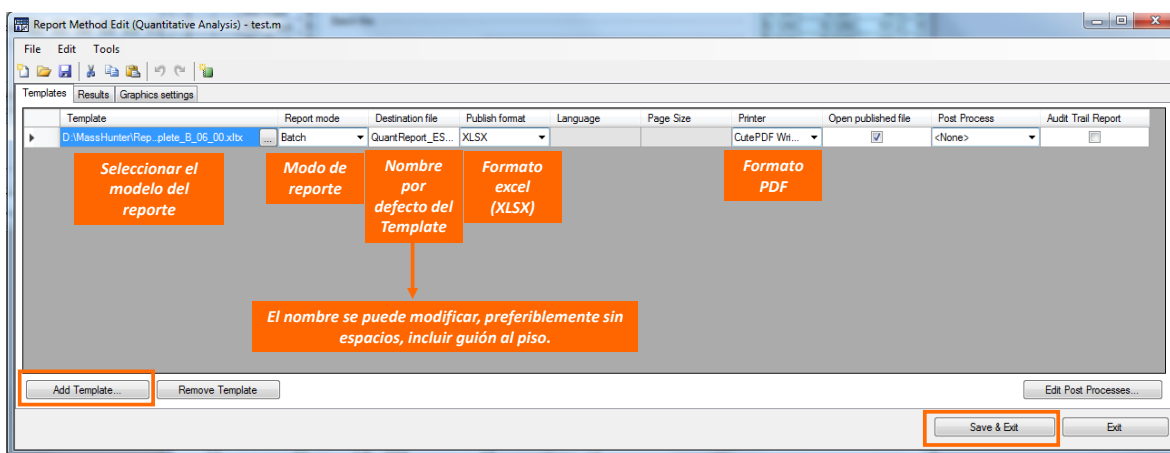 Report Method Edit (Quantitative Analysis) - test.m
File Edit Tools
Templates Results Graphics settings
Template Report mode Destination file Publish format Language Page Size Printer Open published file Post Process Audit Trail Report
D:\MassHunter\Rep..plete_B_06_00.xltx ... Batch QuantReport_ES... XLSX CutePDF Wri... <None>
Seleccionar el
modelo del
reporte
Modo de
reporte
Nombre
por
defecto del
Template
Formato
excel
(XLSX)
Formato
PDF
El nombre se puede modificar, preferiblemente sin
espacios, incluir guión al piso.
Add Template... Remove Template Edit Post Processes...
Save & Exit Exit